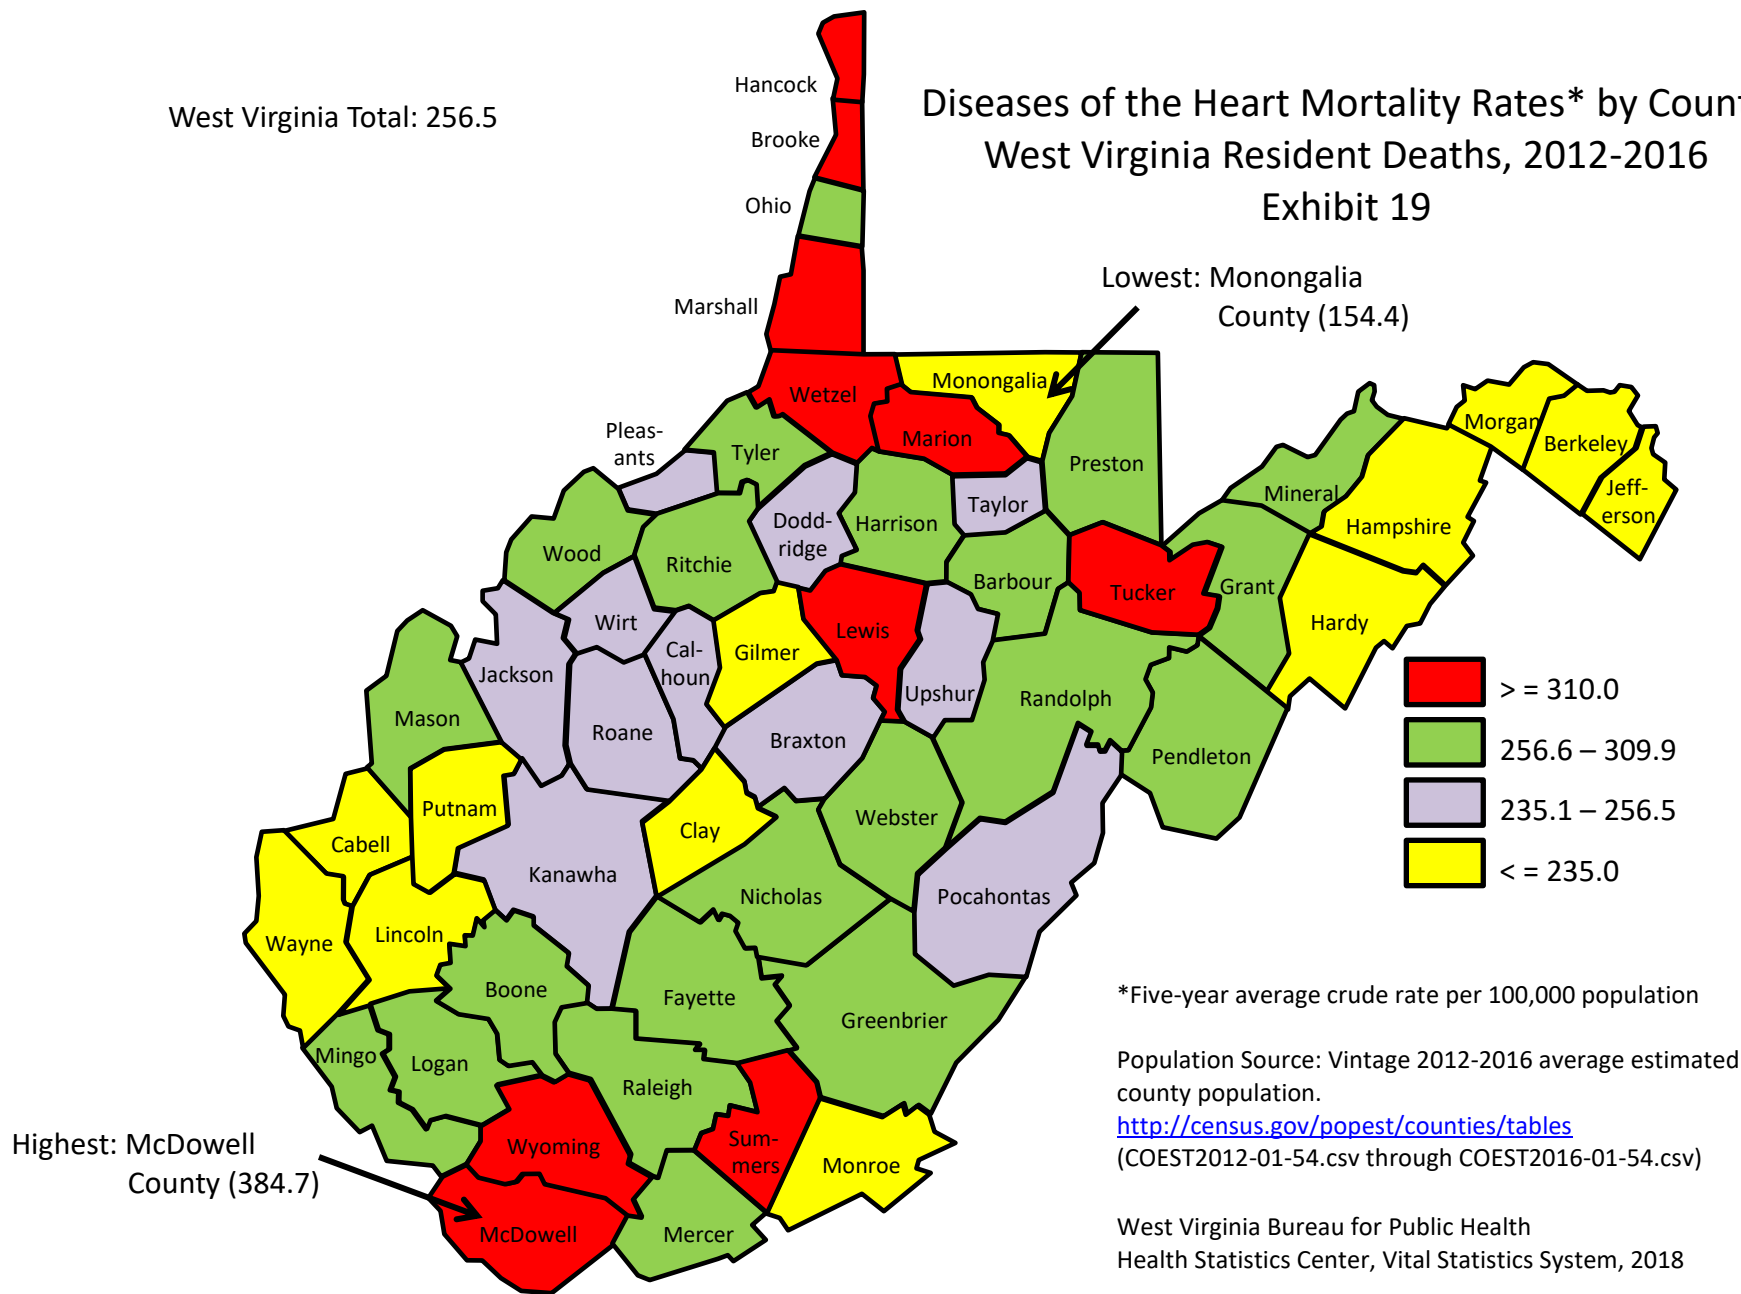 West Virginia Total: 256.5
Diseases of the Heart Mortality Rates* by Coun
West Virginia Resident Deaths, 2012-2016
Exhibit 19
Lowest: Monongalia
County (154.4)
Hancock
Brooke
Ohio
Marshall
Wetzel
Monongalia
Marion
Pleas-
ants
Tyler
Preston
Morgan
Berkeley
Jeff-
erson
Mineral
Hampshire
Taylor
Dodd-
ridge
Harrison
Wood
Ritchie
Barbour
Tucker
Grant
Hardy
Wirt
Cal-
houn
Gilmer
Lewis
Upshur
Jackson
Roane
Braxton
Randolph
Mason
Pendleton
Putnam
Cabell
Clay
Webster
Kanawha
Nicholas
Pocahontas
Wayne
Lincoln
Boone
Fayette
Greenbrier
Mingo
Logan
Raleigh
Wyoming
Sum-
mers
Monroe
McDowell
Mercer
Highest: McDowell
County (384.7)
> = 310.0
256.6 – 309.9
235.1 – 256.5
< = 235.0
*Five-year average crude rate per 100,000 population
Population Source: Vintage 2012-2016 average estimated
county population.
http://census.gov/popest/counties/tables
(COEST2012-01-54.csv through COEST2016-01-54.csv)
West Virginia Bureau for Public Health
Health Statistics Center, Vital Statistics System, 2018